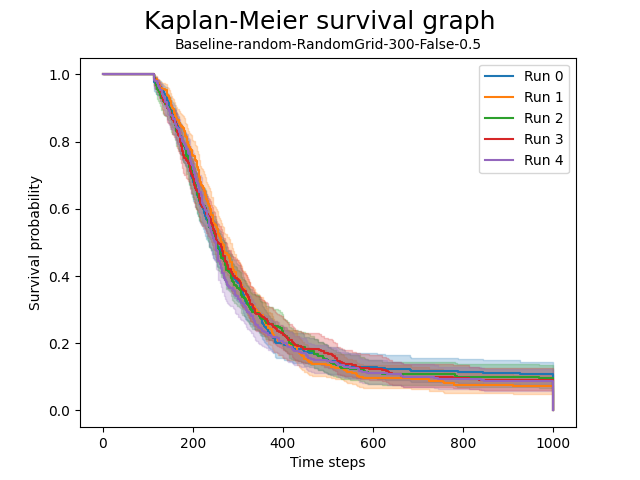 Kaplan-Meier survival graph
Baseline-random-RandomGrid-300-False-0.5
Run 0
Run 1
Run 2
Run 3
Run 4
Survival probability
1.0
0.8
0.6
0.4
0.2
0.0
0 200 400 600 800 1000
Time steps